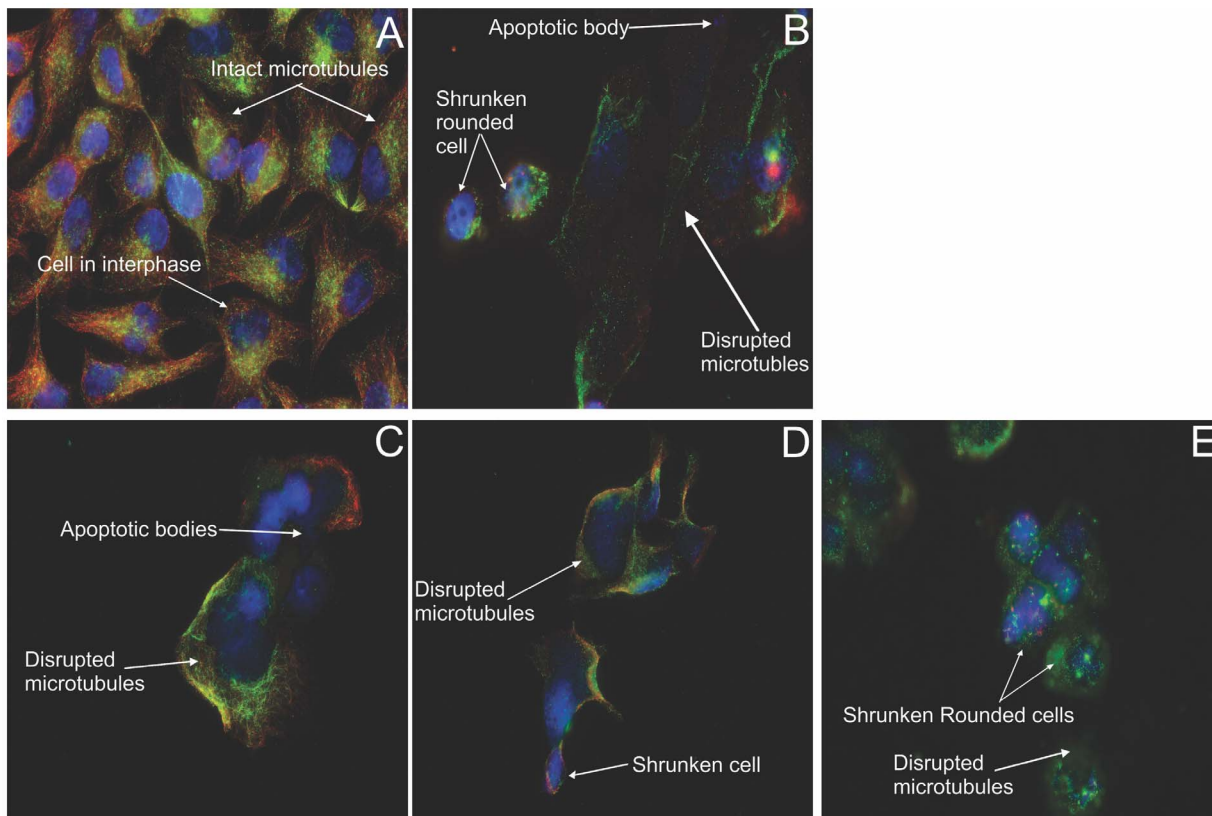 A
Intact microtubules
Cell in interphase
B
Apoptotic body
Shrunken
rounded
cell
Disrupted
microtubles
C
Apoptotic bodies
Disrupted
microtubules
D
Disrupted
microtubules
Shrunken cell
E
Shrunken Rounded cells
Disrupted
microtubules